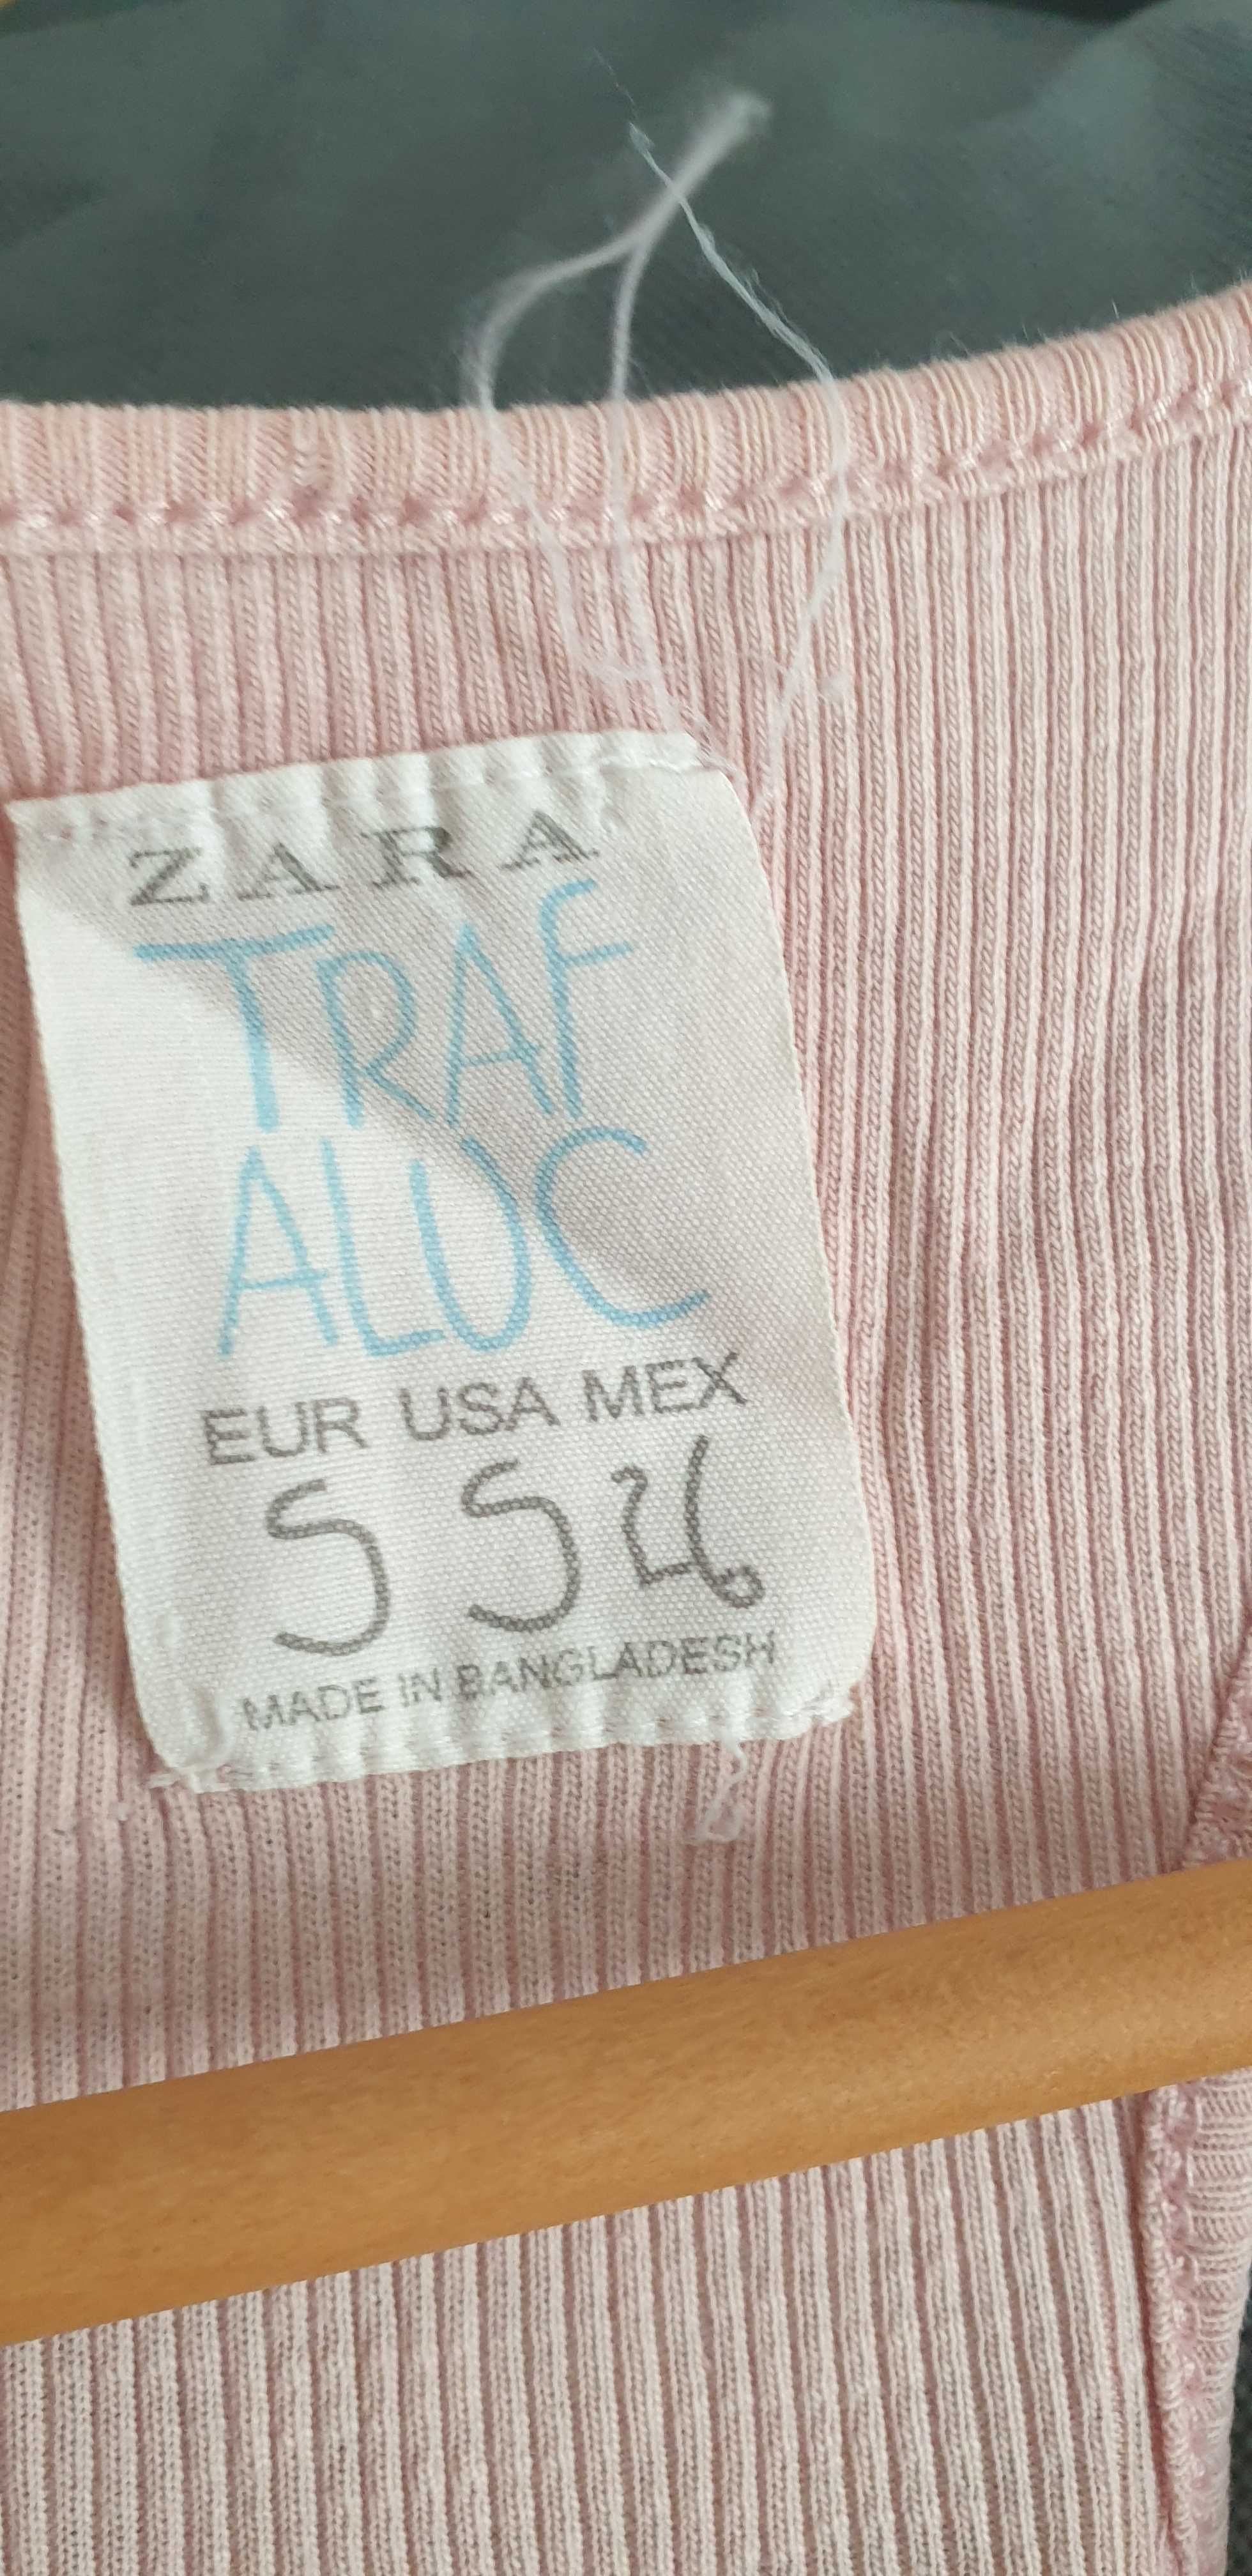 ZARA
TRAF
ALUC
EUR USA MEX
S S 26
MADE IN BANGLADESH